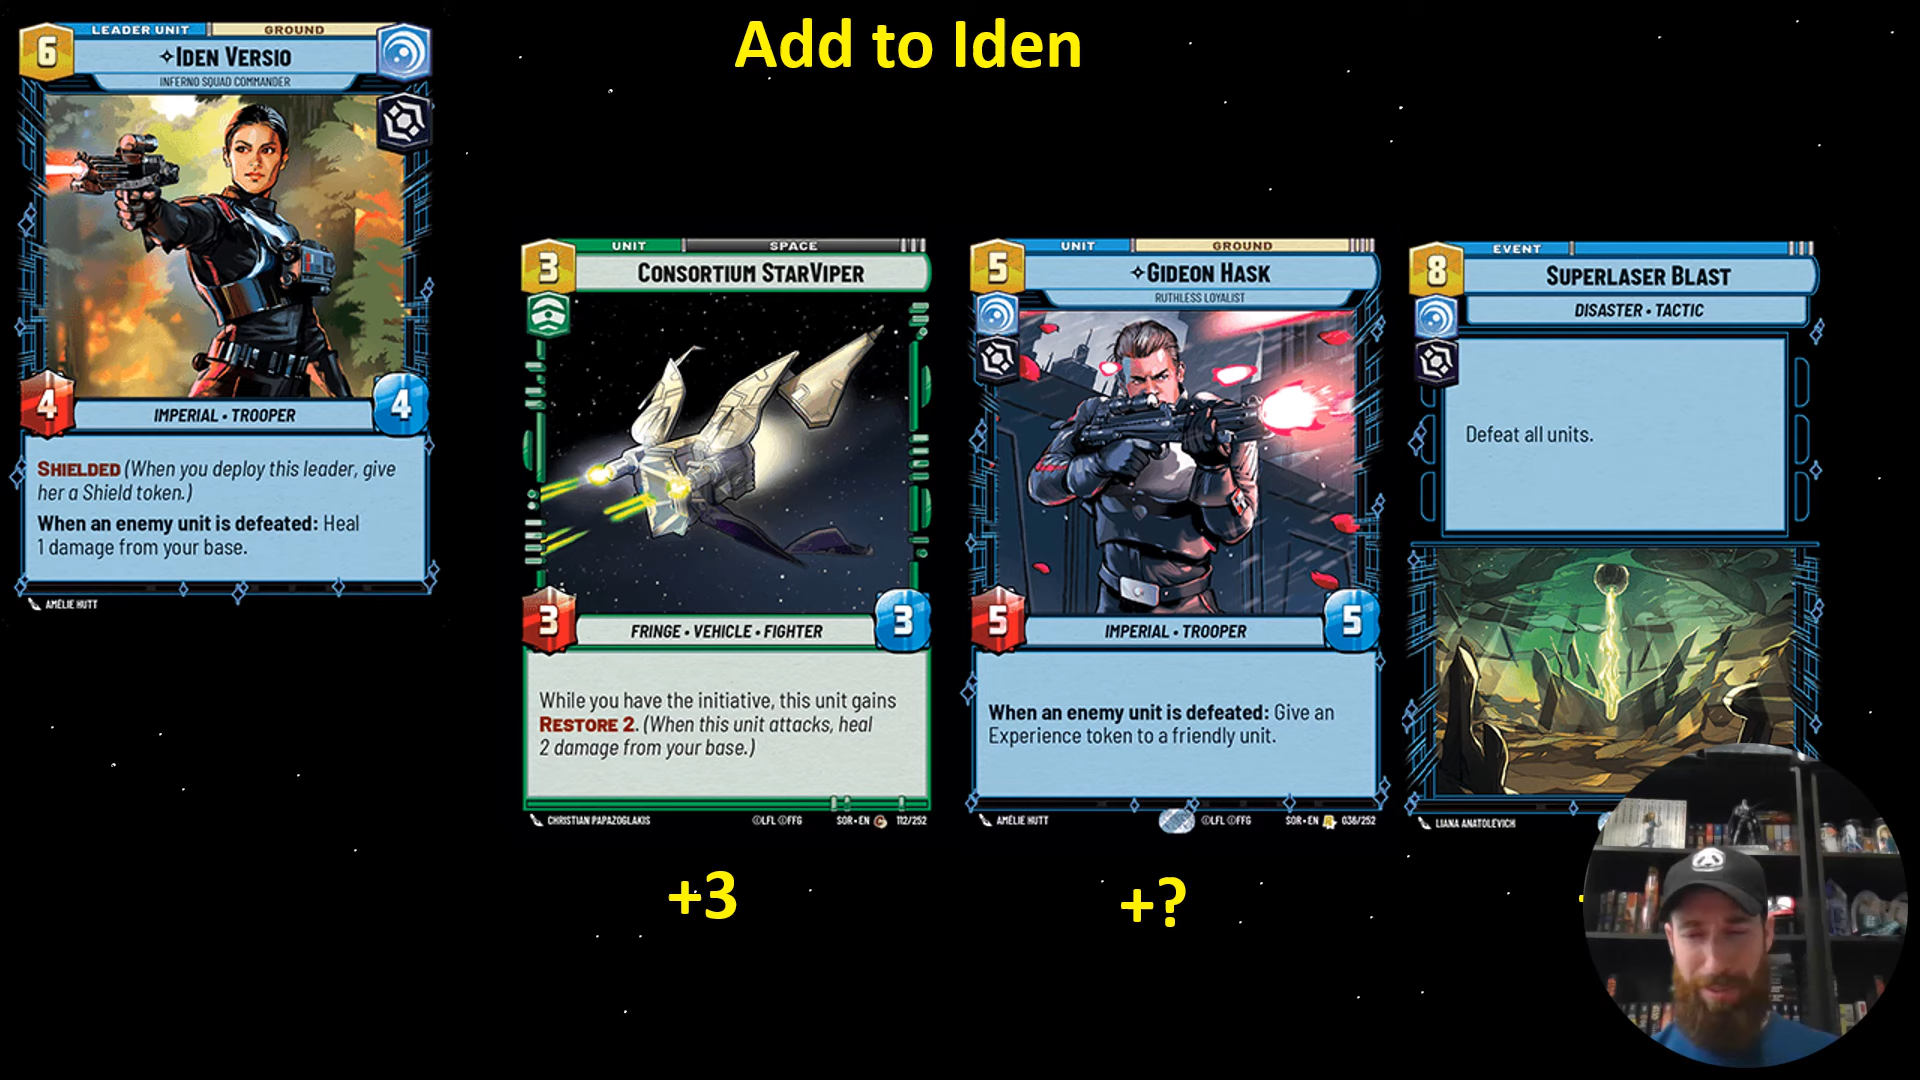 Add to Iden
6
LEADER UNIT
GROUND
IDEN VERSIO
INFERNO SQUAD COMMANDER
4
IMPERIAL • TROOPER
4
SHIELDED (When you deploy this leader, give
her a Shield token.)
When an enemy unit is defeated: Heal
1 damage from your base.
AMÉLIE HUTT
3
UNIT
SPACE
CONSORTIUM STARVIPER
3
FRINGE • VEHICLE • FIGHTER
3
While you have the initiative, this unit gains
RESTORE 2. (When this unit attacks, heal
2 damage from your base.)
CHRISTIAN PAPAZOGLAKIS
©LFL ©FFG
SOR • EN C 112/252
+3
5
UNIT
GROUND
GIDEON HASK
RUTHLESS LOYALIST
5
IMPERIAL • TROOPER
5
When an enemy unit is defeated: Give an
Experience token to a friendly unit.
AMÉLIE HUTT
©LFL ©FFG
SOR • EN 036/252
+?
8
EVENT
SUPERLASER BLAST
DISASTER • TACTIC
Defeat all units.
LIANA ANATOLEVICH